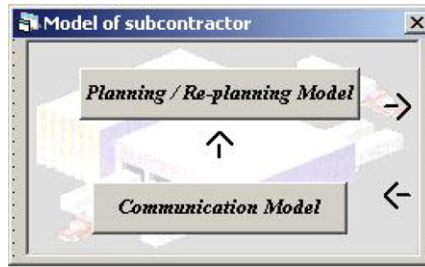 Model of subcontractor
Planning / Re-planning Model
Communication Model